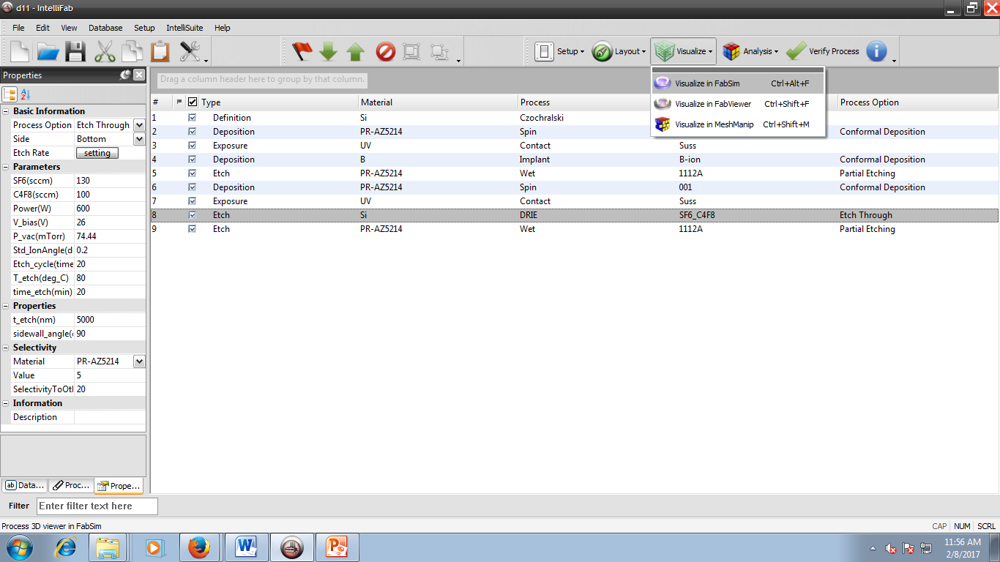 d11 - IntelliFab
File Edit View Database Setup IntelliSuite Help
Setup Layout Visualize Analysis Verify Process
Properties
Basic Information
Process Option Etch Through
Side Bottom
Etch Rate setting
Parameters
SF6(sccm) 130
C4F8(sccm) 100
Power(W) 600
V_bias(V) 26
P_vac(mTorr) 74.44
Std_IonAngle(d 0.2
Etch_cycle(time 20
T_etch(deg_C) 80
time_etch(min) 20
Properties
t_etch(nm) 5000
sidewall_angle( 90
Selectivity
Material PR-AZ5214
Value 5
SelectivityToOtl 20
Information
Description
Data... Proc... Prope...
Drag a column header here to group by that column.
# Type Material Process Process Option
1 Definition Si Czochralski
2 Deposition PR-AZ5214 Spin Conformal Deposition
3 Exposure UV Contact Suss
4 Deposition B Implant B-ion Conformal Deposition
5 Etch PR-AZ5214 Wet 1112A Partial Etching
6 Deposition PR-AZ5214 Spin 001 Conformal Deposition
7 Exposure UV Contact Suss
8 Etch Si DRIE SF6_C4F8 Etch Through
9 Etch PR-AZ5214 Wet 1112A Partial Etching
Visualize in FabSim Ctrl+Alt+F
Visualize in FabViewer Ctrl+Shift+F
Visualize in MeshManip Ctrl+Shift+M
Filter Enter filter text here
Process 3D viewer in FabSim CAP NUM SCRL
11:56 AM
2/8/2017